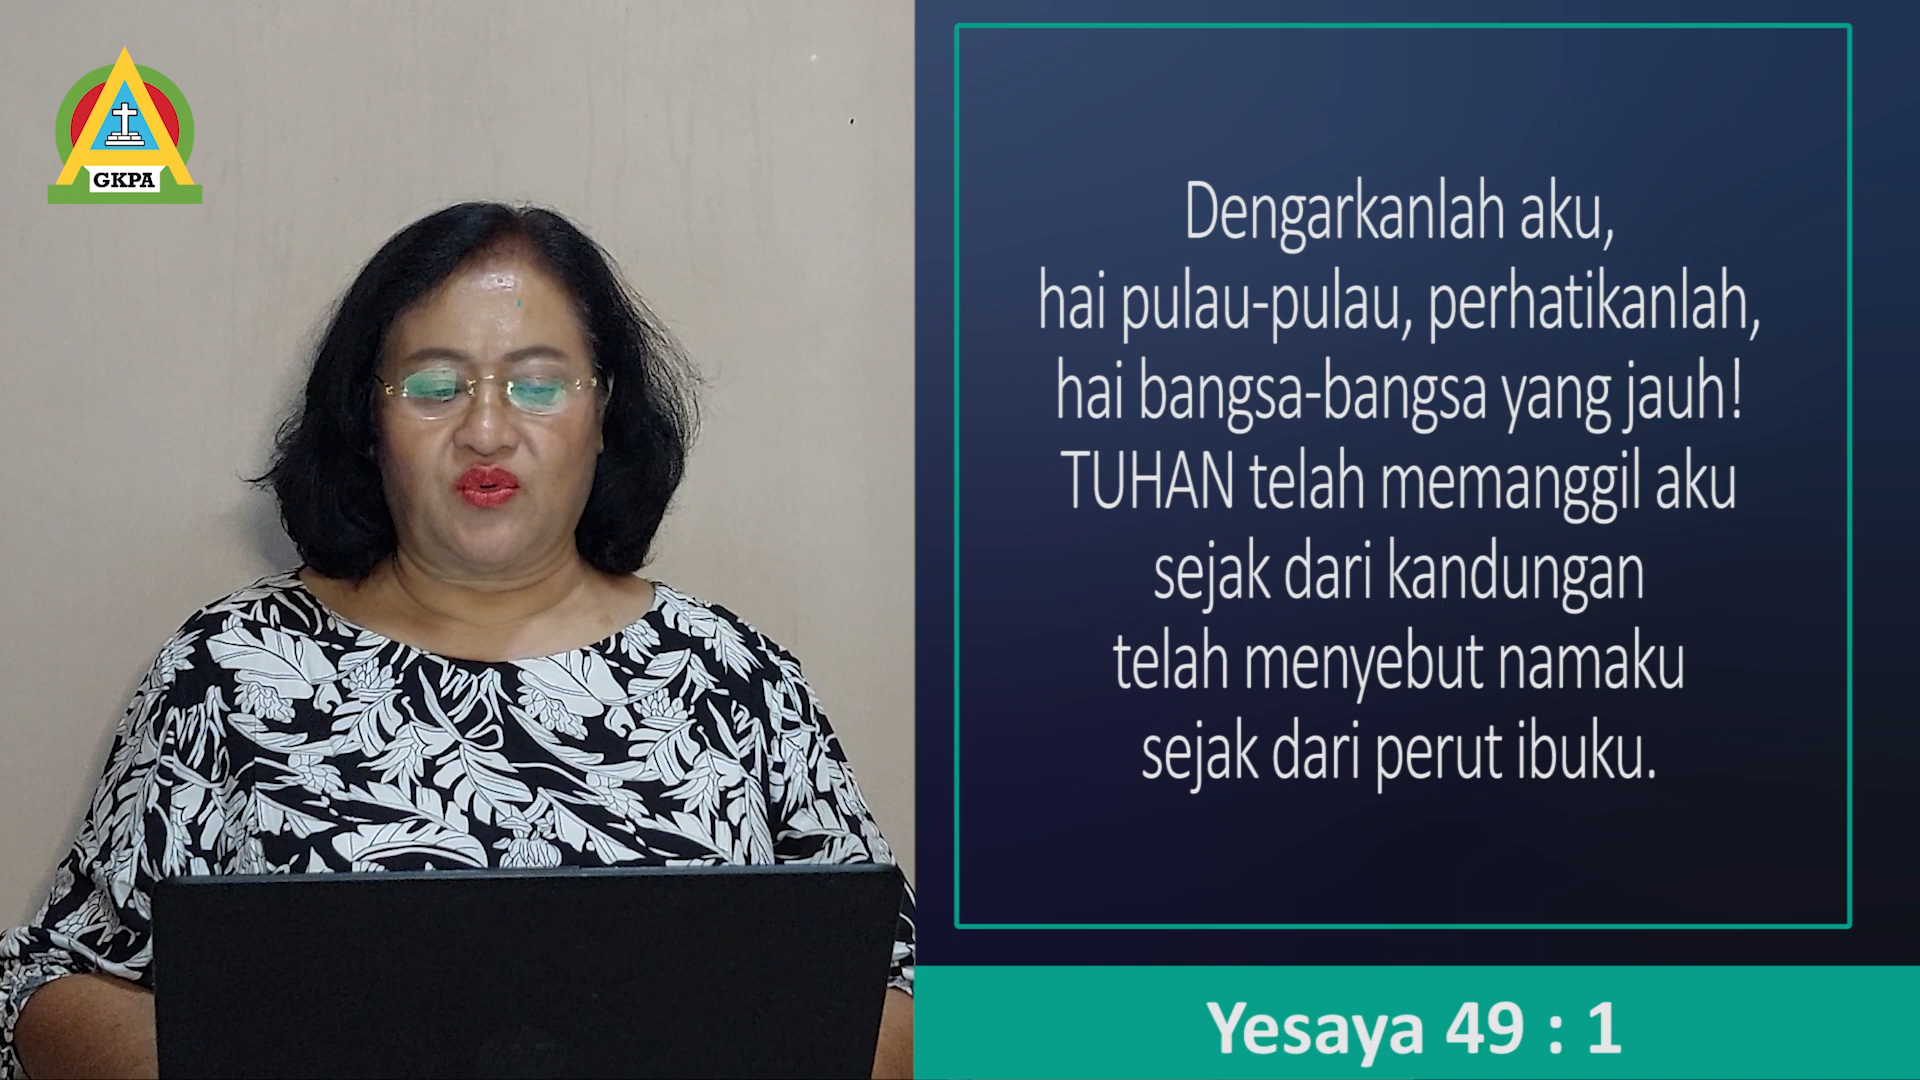 GKPA
Dengarkanlah aku,
hai pulau-pulau, perhatikanlah,
hai bangsa-bangsa yang jauh!
TUHAN telah memanggil aku
sejak dari kandungan
telah menyebut namaku
sejak dari perut ibuku.
Yesaya 49 : 1